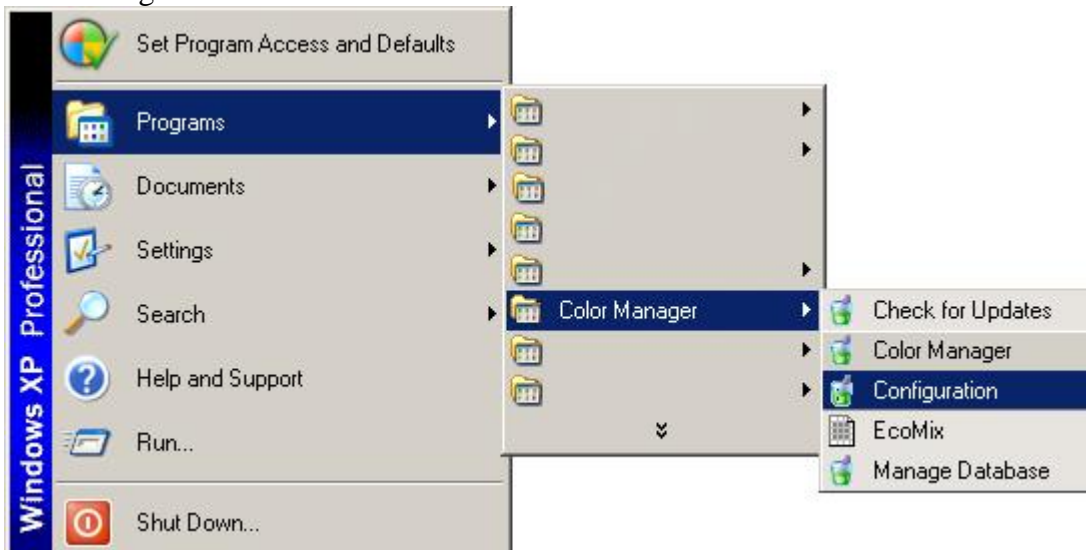 Set Program Access and Defaults
Programs
Documents
Settings
Search
Help and Support
Run...
Shut Down...
Windows XP Professional
Color Manager
Check for Updates
Color Manager
Configuration
EcoMix
Manage Database